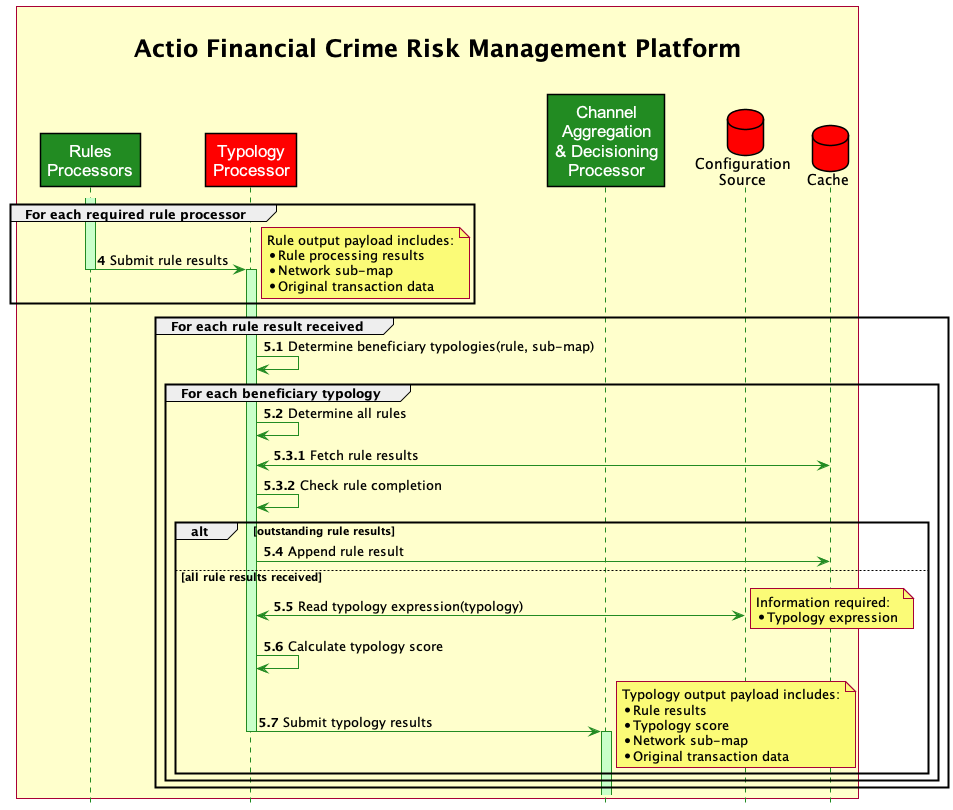 Actio Financial Crime Risk Management Platform
Rules
Processors
Typology
Processor
Channel
Aggregation
& Decisioning
Processor
Configuration
Source
Cache
For each required rule processor
4 Submit rule results
Rule output payload includes:
• Rule processing results
• Network sub-map
• Original transaction data
For each rule result received
5.1 Determine beneficiary typologies(rule, sub-map)
For each beneficiary typology
5.2 Determine all rules
5.3.1 Fetch rule results
5.3.2 Check rule completion
alt
[outstanding rule results]
5.4 Append rule result
[all rule results received]
5.5 Read typology expression(typology)
Information required:
• Typology expression
5.6 Calculate typology score
5.7 Submit typology results
Typology output payload includes:
• Rule results
• Typology score
• Network sub-map
• Original transaction data